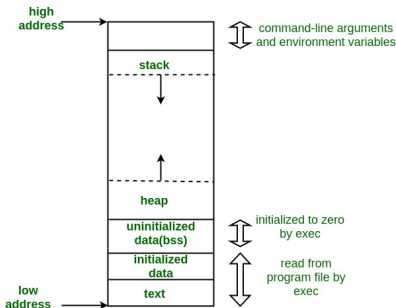 high
address
command-line arguments
and environment variables
stack
heap
uninitialized
data(bss)
initialized to zero
by exec
initialized
data
read from
program file by
exec
text
low
address